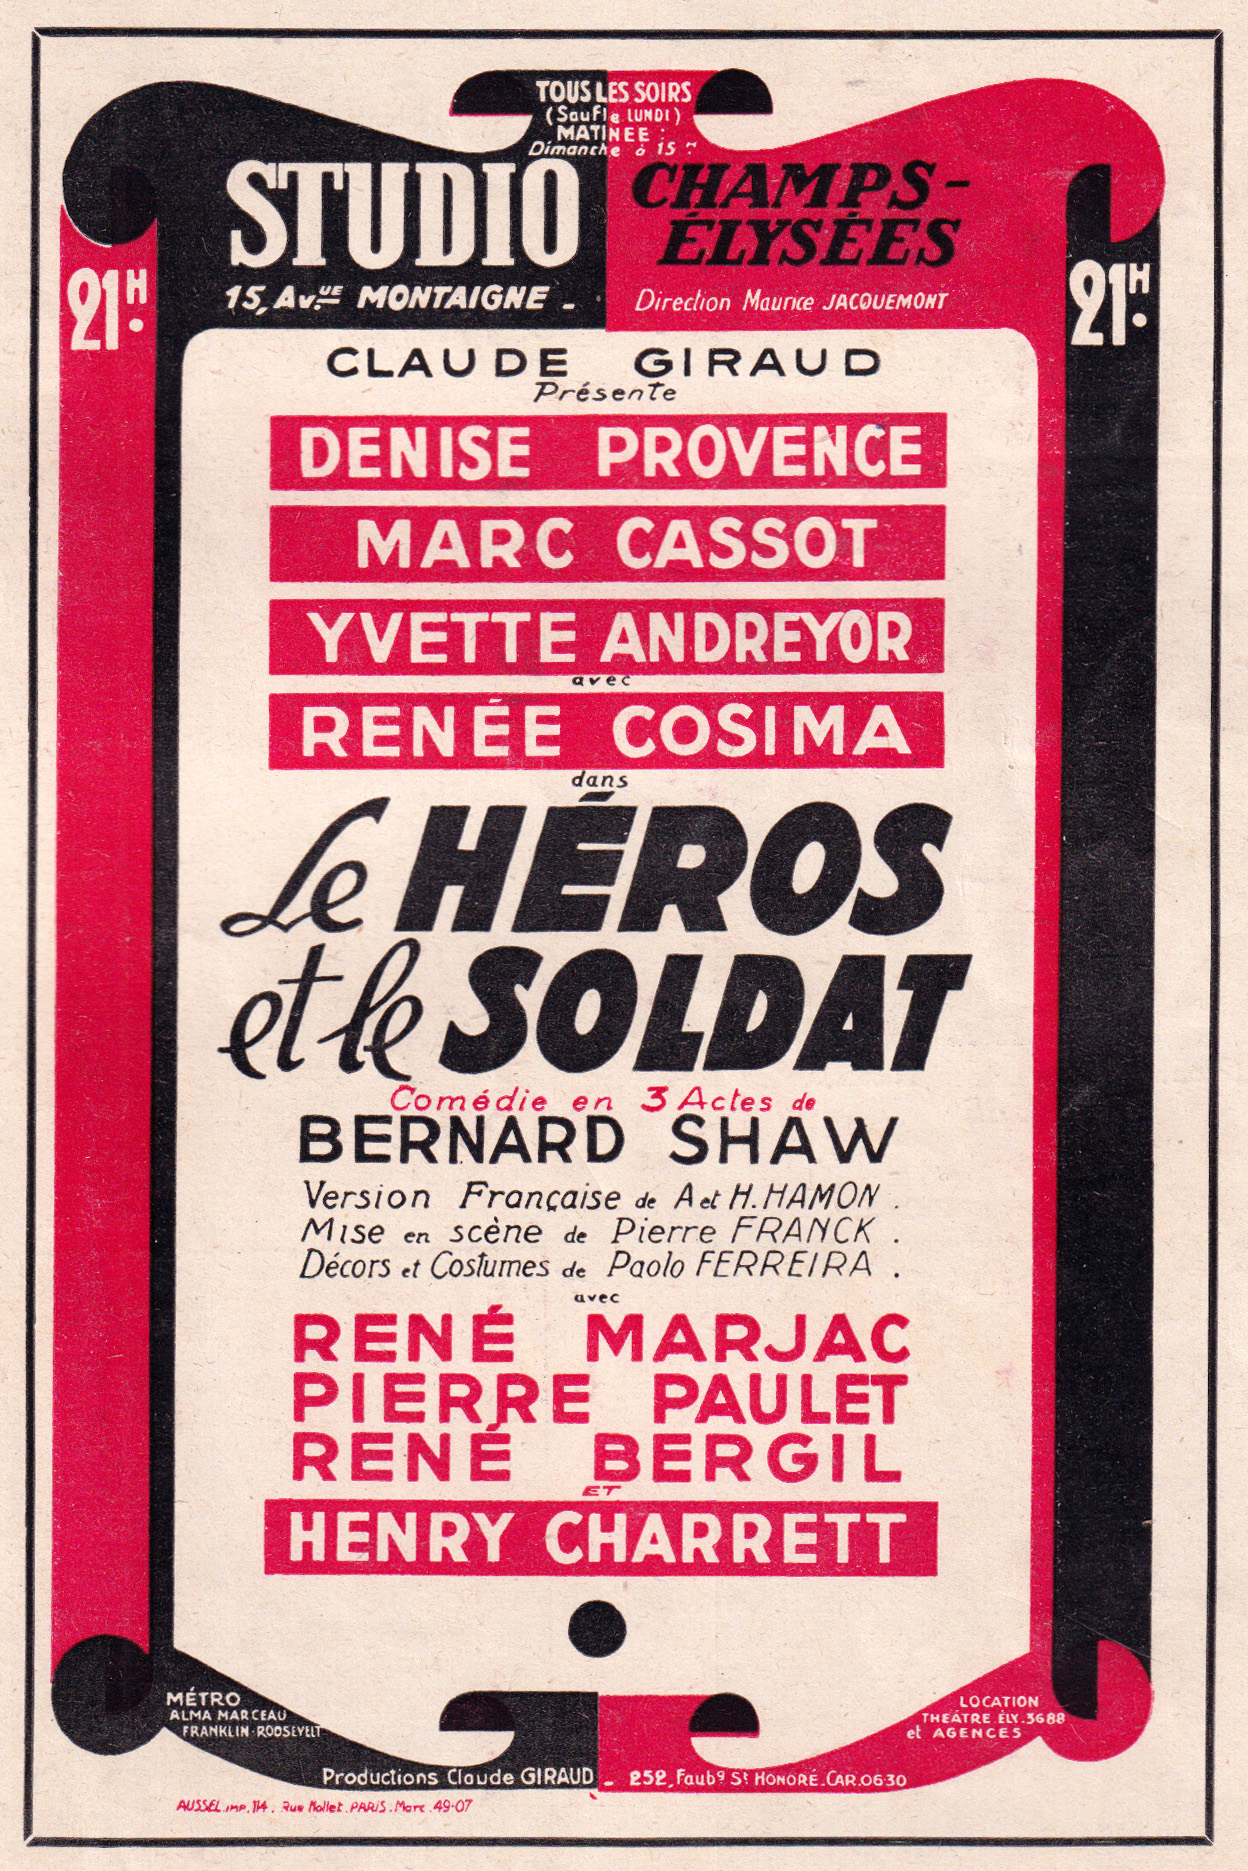 TOUS LES SOIRS
(Sauf le LUNDI)
MATINEE :
Dimanche à 15 H
STUDIO
CHAMPS-
ÉLYSÉES
15, Av.UE MONTAIGNE -
Direction Maurice JACQUEMONT
21H.
21H.
CLAUDE GIRAUD
Présente
DENISE PROVENCE
MARC CASSOT
YVETTE ANDREYOR
avec
RENÉE COSIMA
dans
Le HÉROS
et le SOLDAT
Comédie en 3 Actes de
BERNARD SHAW
Version Française de A et H. HAMON .
Mise en scène de Pierre FRANCK .
Décors et Costumes de Paolo FERREIRA .
avec
RENÉ MARJAC
PIERRE PAULET
RENÉ BERGIL
ET
HENRY CHARRETT
MÉTRO
ALMA MARCEAU
FRANKLIN-ROOSEVELT
LOCATION
THEATRE ÉLY.3688
et AGENCES
Productions Claude GIRAUD - 252, Faubg St HONORÉ.CAR.0630
AUSSEL.IMP, 114. Rue Nollet.PARIS.Marc.49-07